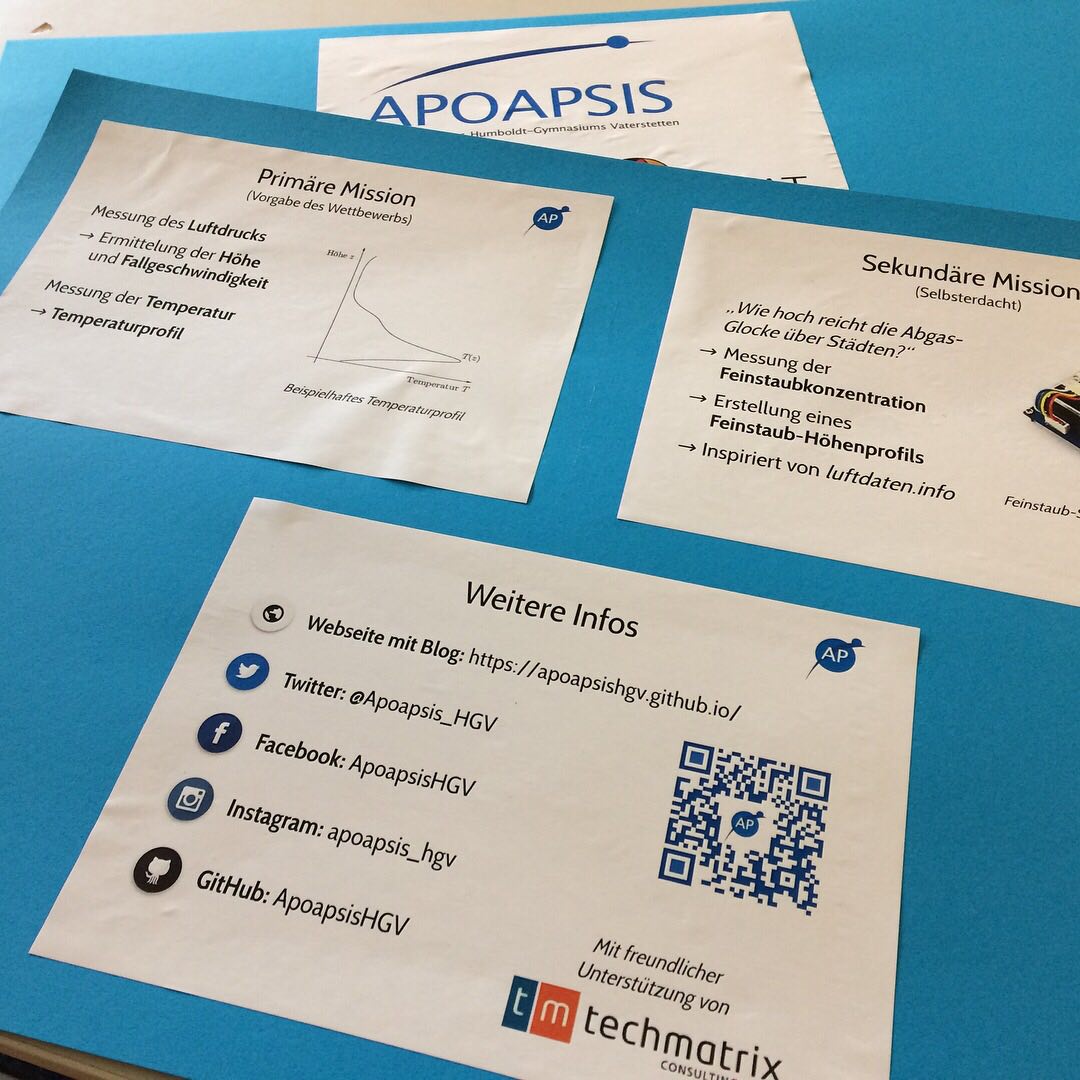 APOAPSIS
Humboldt-Gymnasiums Vaterstetten
Primäre Mission
(Vorgabe des Wettbewerbs)
AP
Messung des Luftdrucks
→ Ermittelung der Höhe
und Fallgeschwindigkeit
Messung der Temperatur
→ Temperaturprofil
Höhe z
T(z)
Temperatur T
Beispielhaftes Temperaturprofil
Sekundäre Mission
(Selbsterdacht)
„Wie hoch reicht die Abgas-
Glocke über Städten?“
→ Messung der
Feinstaubkonzentration
→ Erstellung eines
Feinstaub-Höhenprofils
→ Inspiriert von luftdaten.info
Feinstaub-S
Weitere Infos
AP
Webseite mit Blog: https://apoapsishgv.github.io/
Twitter: @Apoapsis_HGV
Facebook: ApoapsisHGV
Instagram: apoapsis_hgv
GitHub: ApoapsisHGV
AP
Mit freundlicher
Unterstützung von
tm techmatrix
CONSULTING